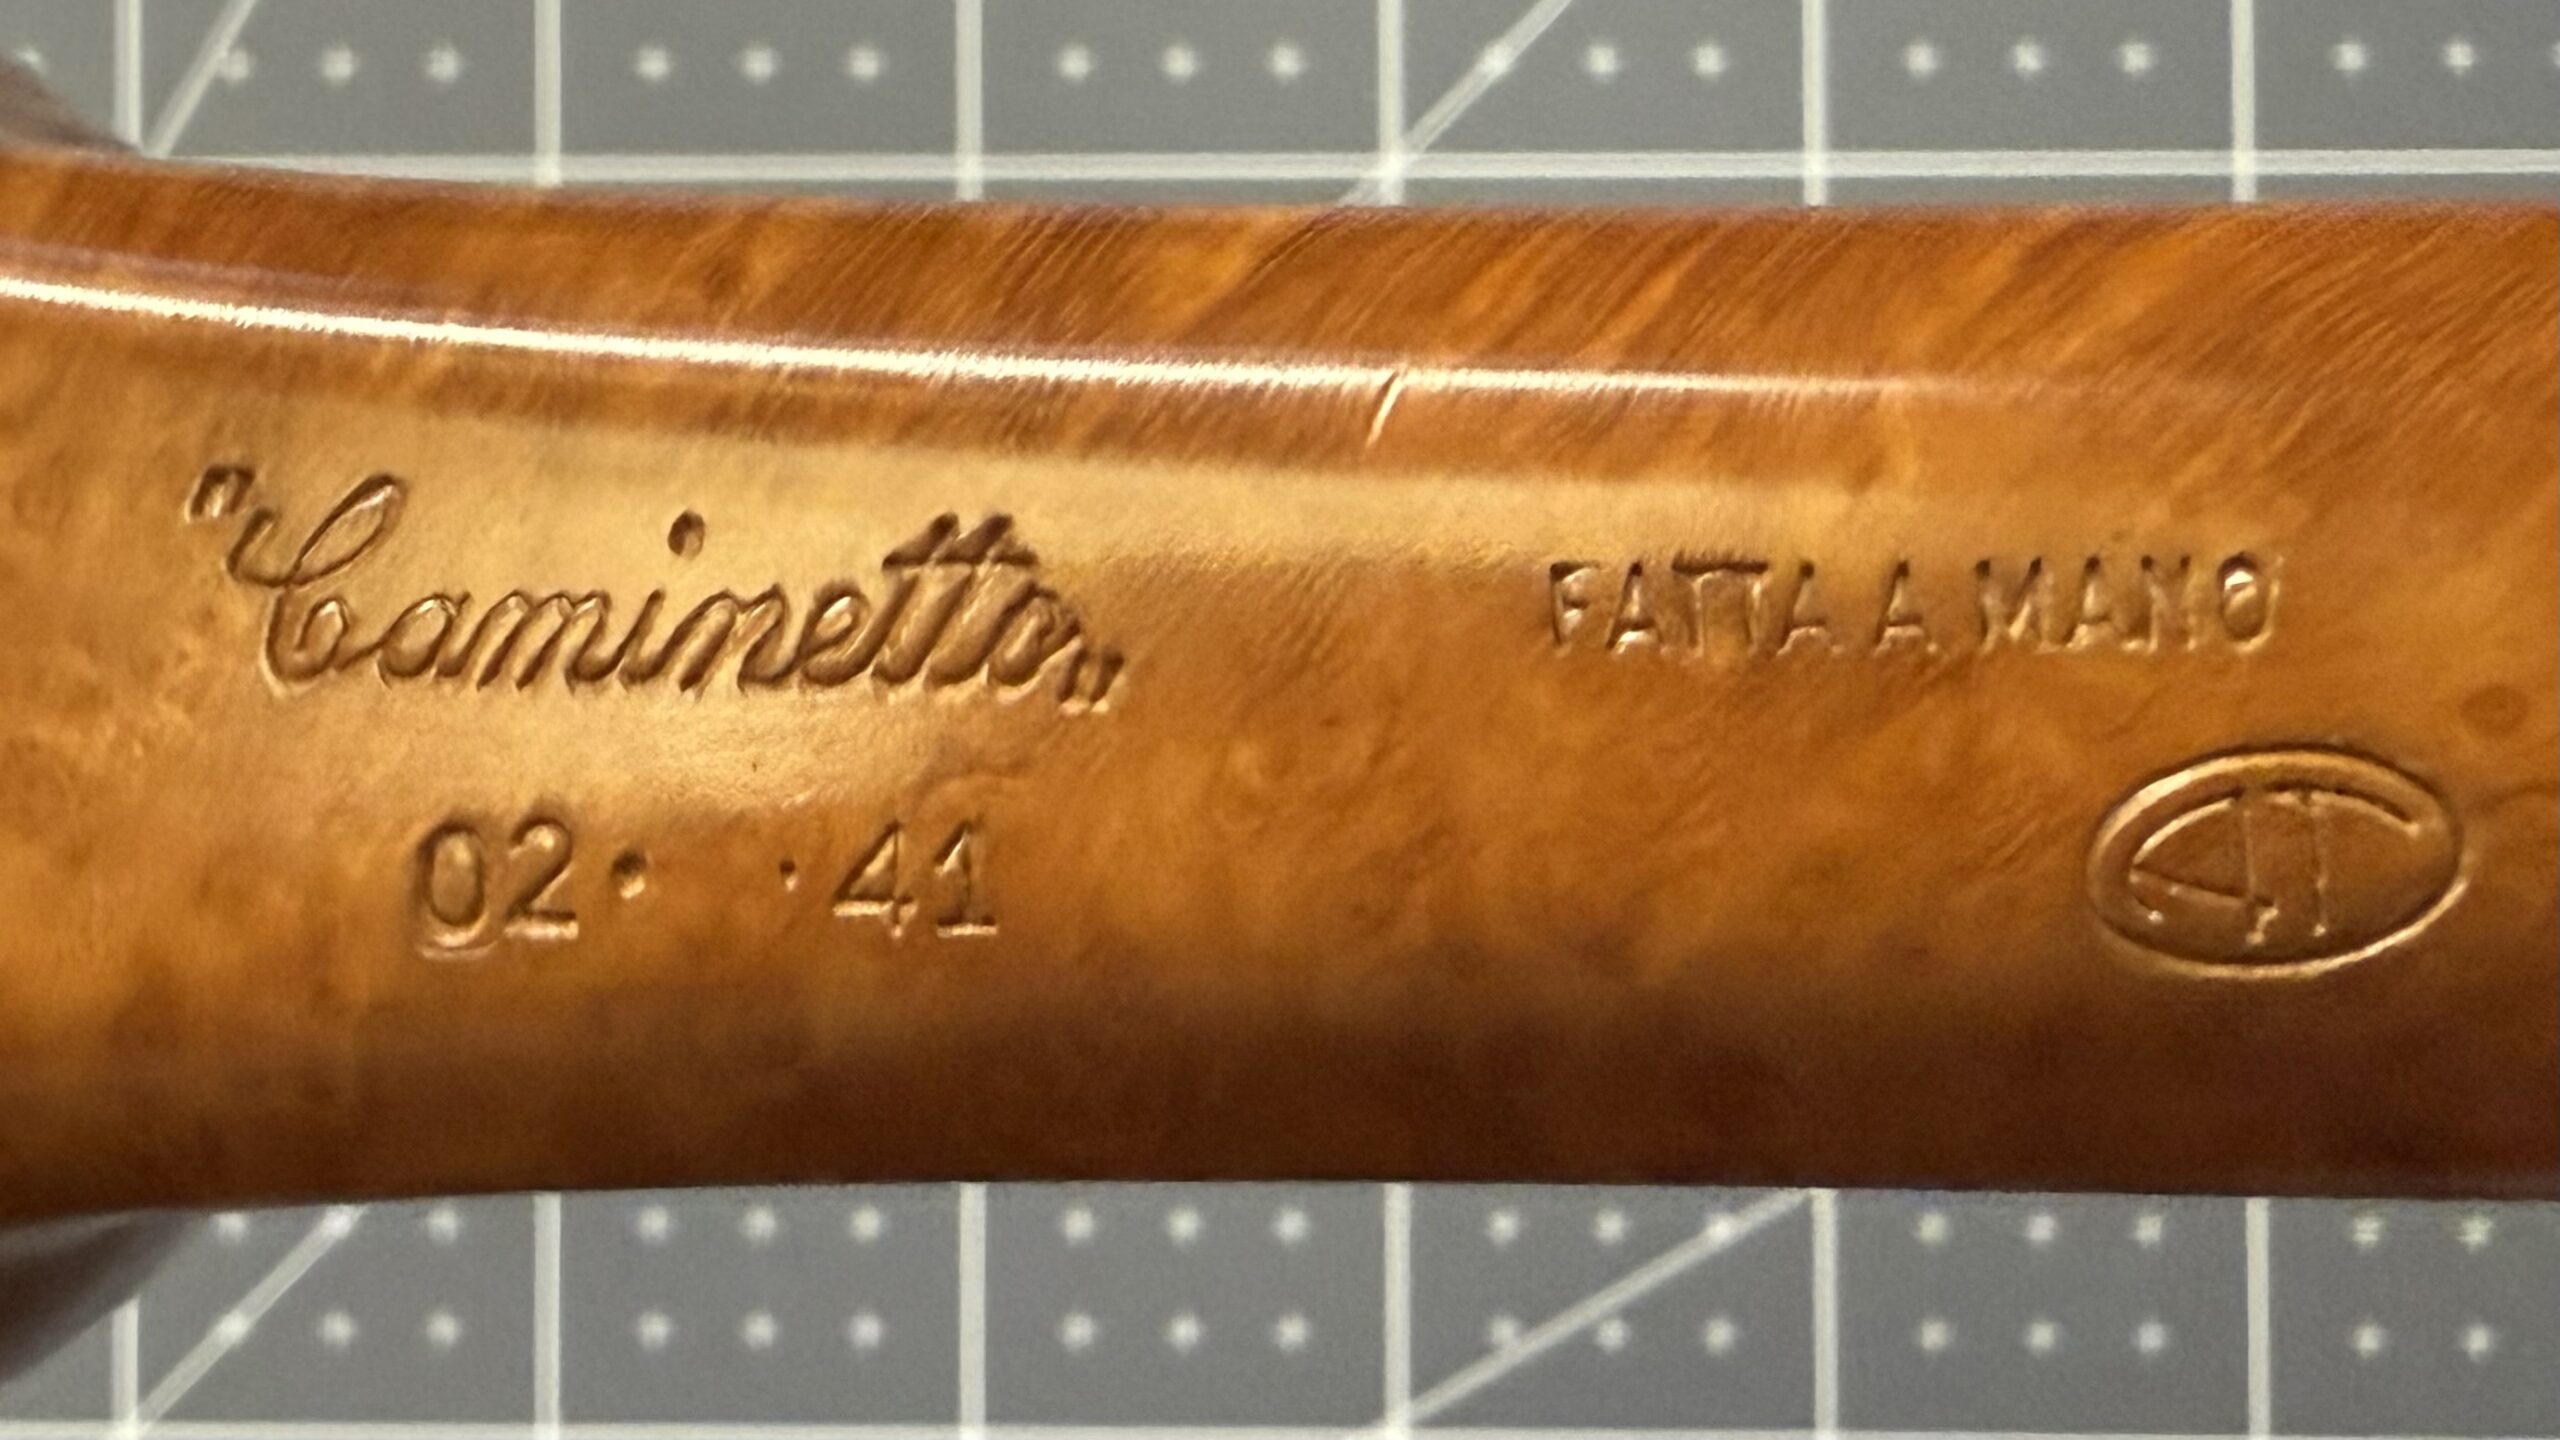 "Caminetto"
FATTA A MANO
02· ·41